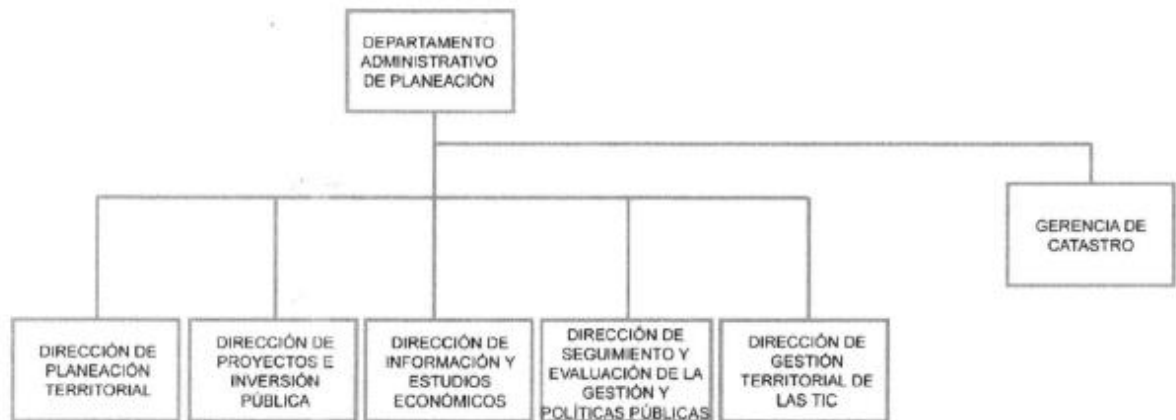 DEPARTAMENTO
ADMINISTRATIVO
DE PLANEACIÓN
GERENCIA DE
CATASTRO
DIRECCIÓN DE
PLANEACIÓN
TERRITORIAL
DIRECCIÓN DE
PROYECTOS E
INVERSIÓN
PÚBLICA
DIRECCIÓN DE
INFORMACIÓN Y
ESTUDIOS
ECONÓMICOS
DIRECCIÓN DE
SEGUIMIENTO Y
EVALUACIÓN DE LA
GESTIÓN Y
POLÍTICAS PÚBLICAS
DIRECCIÓN DE
GESTIÓN
TERRITORIAL DE
LAS TIC